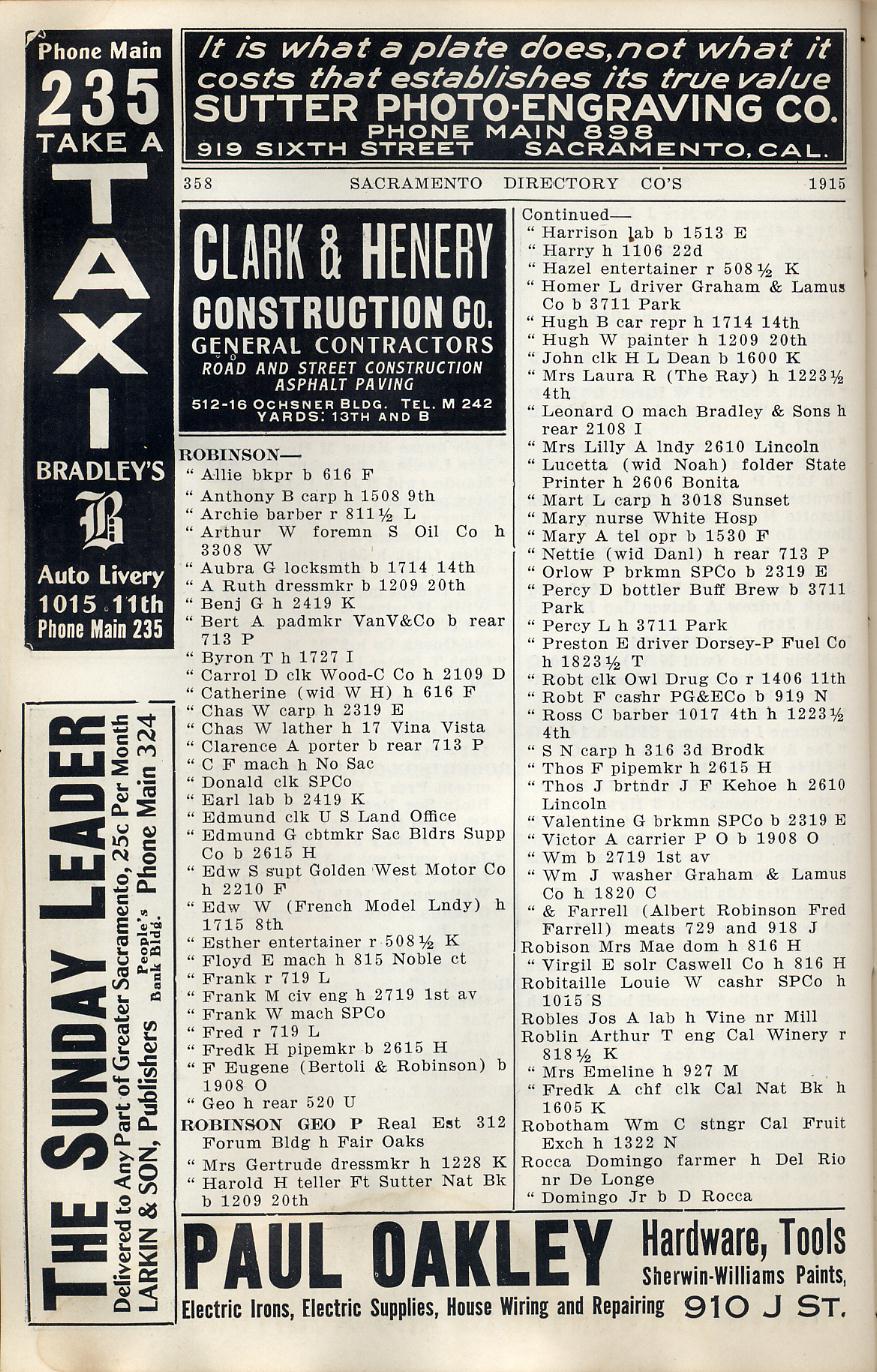 Phone Main
235
TAKE A
TAXI
BRADLEY'S
B
Auto Livery
1015 11th
Phone Main 235
THE SUNDAY LEADER
Delivered to Any Part of Greater Sacramento, 25c Per Month
LARKIN & SON, Publishers People's Bank Bldg. Phone Main 324
It is what a plate does, not what it
costs that establishes its true value
SUTTER PHOTO-ENGRAVING CO.
PHONE MAIN 898
919 SIXTH STREET SACRAMENTO, CAL.
358 SACRAMENTO DIRECTORY CO'S 1915
CLARK & HENERY
CONSTRUCTION CO.
GENERAL CONTRACTORS
ROAD AND STREET CONSTRUCTION
ASPHALT PAVING
512-16 OCHSNER BLDG. TEL. M 242
YARDS: 13TH AND B
ROBINSON—
" Allie bkpr b 616 F
" Anthony B carp h 1508 9th
" Archie barber r 811½ L
" Arthur W foremn S Oil Co h
3308 W
" Aubra G locksmth b 1714 14th
" A Ruth dressmkr b 1209 20th
" Benj G h 2419 K
" Bert A padmkr VanV&Co b rear
713 P
" Byron T h 1727 I
" Carrol D clk Wood-C Co h 2109 D
" Catherine (wid W H) h 616 F
" Chas W carp h 2319 E
" Chas W lather h 17 Vina Vista
" Clarence A porter b rear 713 P
" C F mach h No Sac
" Donald clk SPCo
" Earl lab b 2419 K
" Edmund clk U S Land Office
" Edmund G cbtmkr Sac Bldrs Supp
Co b 2615 H
" Edw S supt Golden West Motor Co
h 2210 F
" Edw W (French Model Lndy) h
1715 8th
" Esther entertainer r 508½ K
" Floyd E mach h 815 Noble ct
" Frank r 719 L
" Frank M civ eng h 2719 1st av
" Frank W mach SPCo
" Fred r 719 L
" Fredk H pipemkr b 2615 H
" F Eugene (Bertoli & Robinson) b
1908 O
" Geo h rear 520 U
ROBINSON GEO P Real Est 312
Forum Bldg h Fair Oaks
" Mrs Gertrude dressmkr h 1228 K
" Harold H teller Ft Sutter Nat Bk
b 1209 20th
Continued—
" Harrison lab b 1513 E
" Harry h 1106 22d
" Hazel entertainer r 508½ K
" Homer L driver Graham & Lamus
Co b 3711 Park
" Hugh B car repr h 1714 14th
" Hugh W painter h 1209 20th
" John clk H L Dean b 1600 K
" Mrs Laura R (The Ray) h 1223½
4th
" Leonard O mach Bradley & Sons h
rear 2108 I
" Mrs Lilly A lndy 2610 Lincoln
" Lucetta (wid Noah) folder State
Printer h 2606 Bonita
" Mart L carp h 3018 Sunset
" Mary nurse White Hosp
" Mary A tel opr b 1530 F
" Nettie (wid Danl) h rear 713 P
" Orlow P brkmn SPCo b 2319 E
" Percy D bottler Buff Brew b 3711
Park
" Percy L h 3711 Park
" Preston E driver Dorsey-P Fuel Co
h 1823½ T
" Robt clk Owl Drug Co r 1406 11th
" Robt F cashr PG&ECo b 919 N
" Ross C barber 1017 4th h 1223½
4th
" S N carp h 316 3d Brodk
" Thos F pipemkr h 2615 H
" Thos J brtndr J F Kehoe h 2610
Lincoln
" Valentine G brkmn SPCo b 2319 E
" Victor A carrier P O b 1908 O
" Wm b 2719 1st av
" Wm J washer Graham & Lamus
Co h 1820 C
" & Farrell (Albert Robinson Fred
Farrell) meats 729 and 918 J
Robison Mrs Mae dom h 816 H
" Virgil E solr Caswell Co h 816 H
Robitaille Louie W cashr SPCo h
1015 S
Robles Jos A lab h Vine nr Mill
Roblin Arthur T eng Cal Winery r
818½ K
" Mrs Emeline h 927 M
" Fredk A chf clk Cal Nat Bk h
1605 K
Robotham Wm C stngr Cal Fruit
Exch h 1322 N
Rocca Domingo farmer h Del Rio
nr De Longe
" Domingo Jr b D Rocca
PAUL OAKLEY Hardware, Tools
Sherwin-Williams Paints,
Electric Irons, Electric Supplies, House Wiring and Repairing 910 J ST.